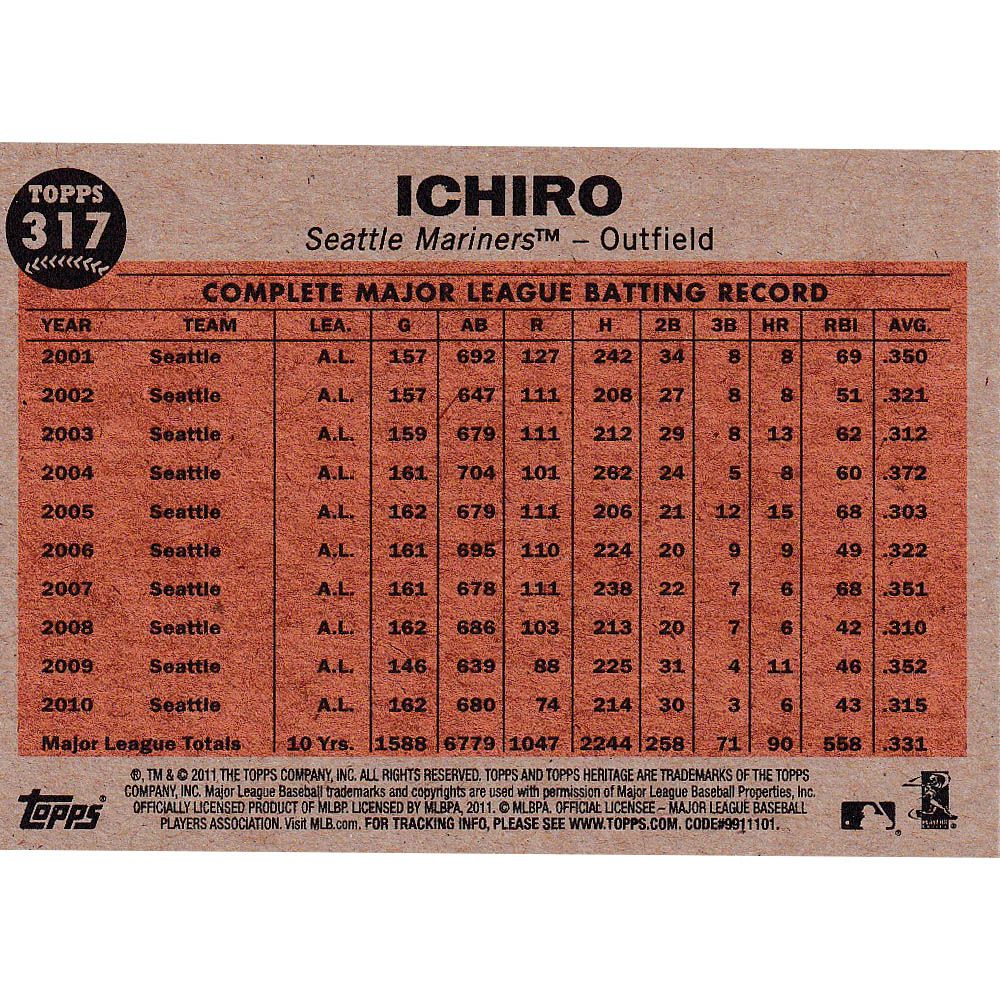 TOPPS
317
ICHIRO
Seattle Mariners™ – Outfield
COMPLETE MAJOR LEAGUE BATTING RECORD
YEAR TEAM LEA. G AB R H 2B 3B HR RBI AVG.
2001 Seattle A.L. 157 692 127 242 34 8 8 69 .350
2002 Seattle A.L. 157 647 111 208 27 8 8 51 .321
2003 Seattle A.L. 159 679 111 212 29 8 13 62 .312
2004 Seattle A.L. 161 704 101 262 24 5 8 60 .372
2005 Seattle A.L. 162 679 111 206 21 12 15 68 .303
2006 Seattle A.L. 161 695 110 224 20 9 9 49 .322
2007 Seattle A.L. 161 678 111 238 22 7 6 68 .351
2008 Seattle A.L. 162 686 103 213 20 7 6 42 .310
2009 Seattle A.L. 146 639 88 225 31 4 11 46 .352
2010 Seattle A.L. 162 680 74 214 30 3 6 43 .315
Major League Totals 10 Yrs. 1588 6779 1047 2244 258 71 90 558 .331
®, TM & © 2011 THE TOPPS COMPANY, INC. ALL RIGHTS RESERVED. TOPPS AND TOPPS HERITAGE ARE TRADEMARKS OF THE TOPPS
COMPANY, INC. Major League Baseball trademarks and copyrights are used with permission of Major League Baseball Properties, Inc.
OFFICIALLY LICENSED PRODUCT OF MLBP. LICENSED BY MLBPA, 2011. © MLBPA. OFFICIAL LICENSEE – MAJOR LEAGUE BASEBALL
PLAYERS ASSOCIATION. Visit MLB.com. FOR TRACKING INFO, PLEASE SEE WWW.TOPPS.COM. CODE#9911101.
Topps®